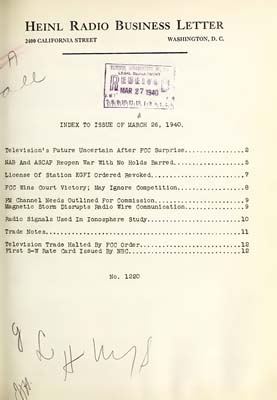 HEINL RADIO BUSINESS LETTER
2400 CALIFORNIA STREET WASHINGTON, D. C.
all
LEGAL DEPARTMENT
RECEIVED
MAR 27 1940
INDEX TO ISSUE OF MARCH 26, 1940.
Television's Future Uncertain After FCC Surprise...............2
NAB And ASCAP Reopen War With No Holds Barred..................5
License Of Station KGFI Ordered Revoked........................7
FCC Wins Court Victory; May Ignore Competition.................8
FM Channel Needs Outlined For Commission.......................9
Magnetic Storm Disrupts Radio Wire Communication...............9
Radio Signals Used In Ionosphere Study........................10
Trade Notes...................................................11
Television Trade Halted By FCC Order..........................12
First S-W Rate Card Issued By NBC.............................12
No. 1220